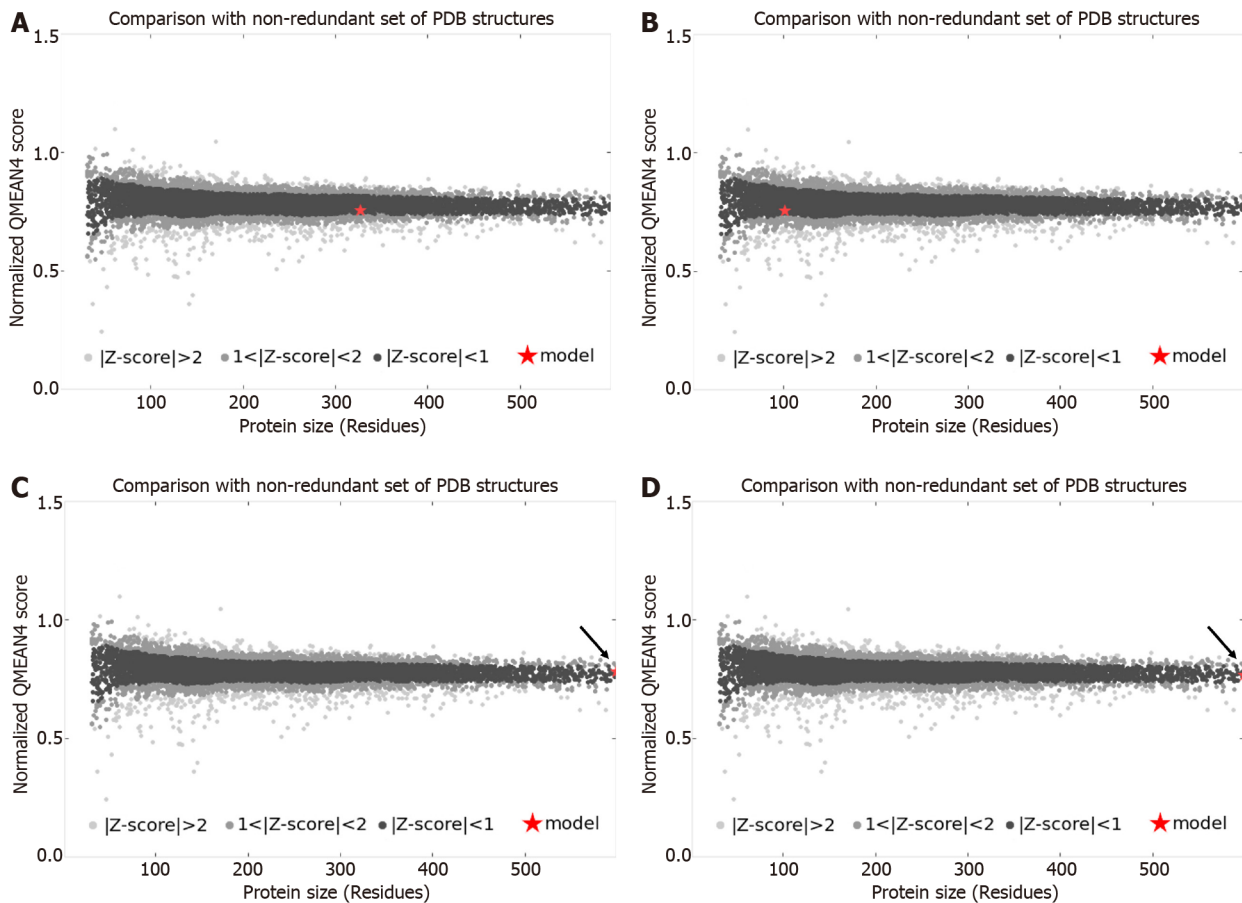 A
Comparison with non-redundant set of PDB structures
Normalized QMEAN4 score
1.5
1.0
0.5
0.0
|Z-score|>2 1<|Z-score|<2 |Z-score|<1 model
100 200 300 400 500
Protein size (Residues)
B
Comparison with non-redundant set of PDB structures
Normalized QMEAN4 score
1.5
1.0
0.5
0.0
|Z-score|>2 1<|Z-score|<2 |Z-score|<1 model
100 200 300 400 500
Protein size (Residues)
C
Comparison with non-redundant set of PDB structures
Normalized QMEAN4 score
1.5
1.0
0.5
0.0
|Z-score|>2 1<|Z-score|<2 |Z-score|<1 model
100 200 300 400 500
Protein size (Residues)
D
Comparison with non-redundant set of PDB structures
Normalized QMEAN4 score
1.5
1.0
0.5
0.0
|Z-score|>2 1<|Z-score|<2 |Z-score|<1 model
100 200 300 400 500
Protein size (Residues)